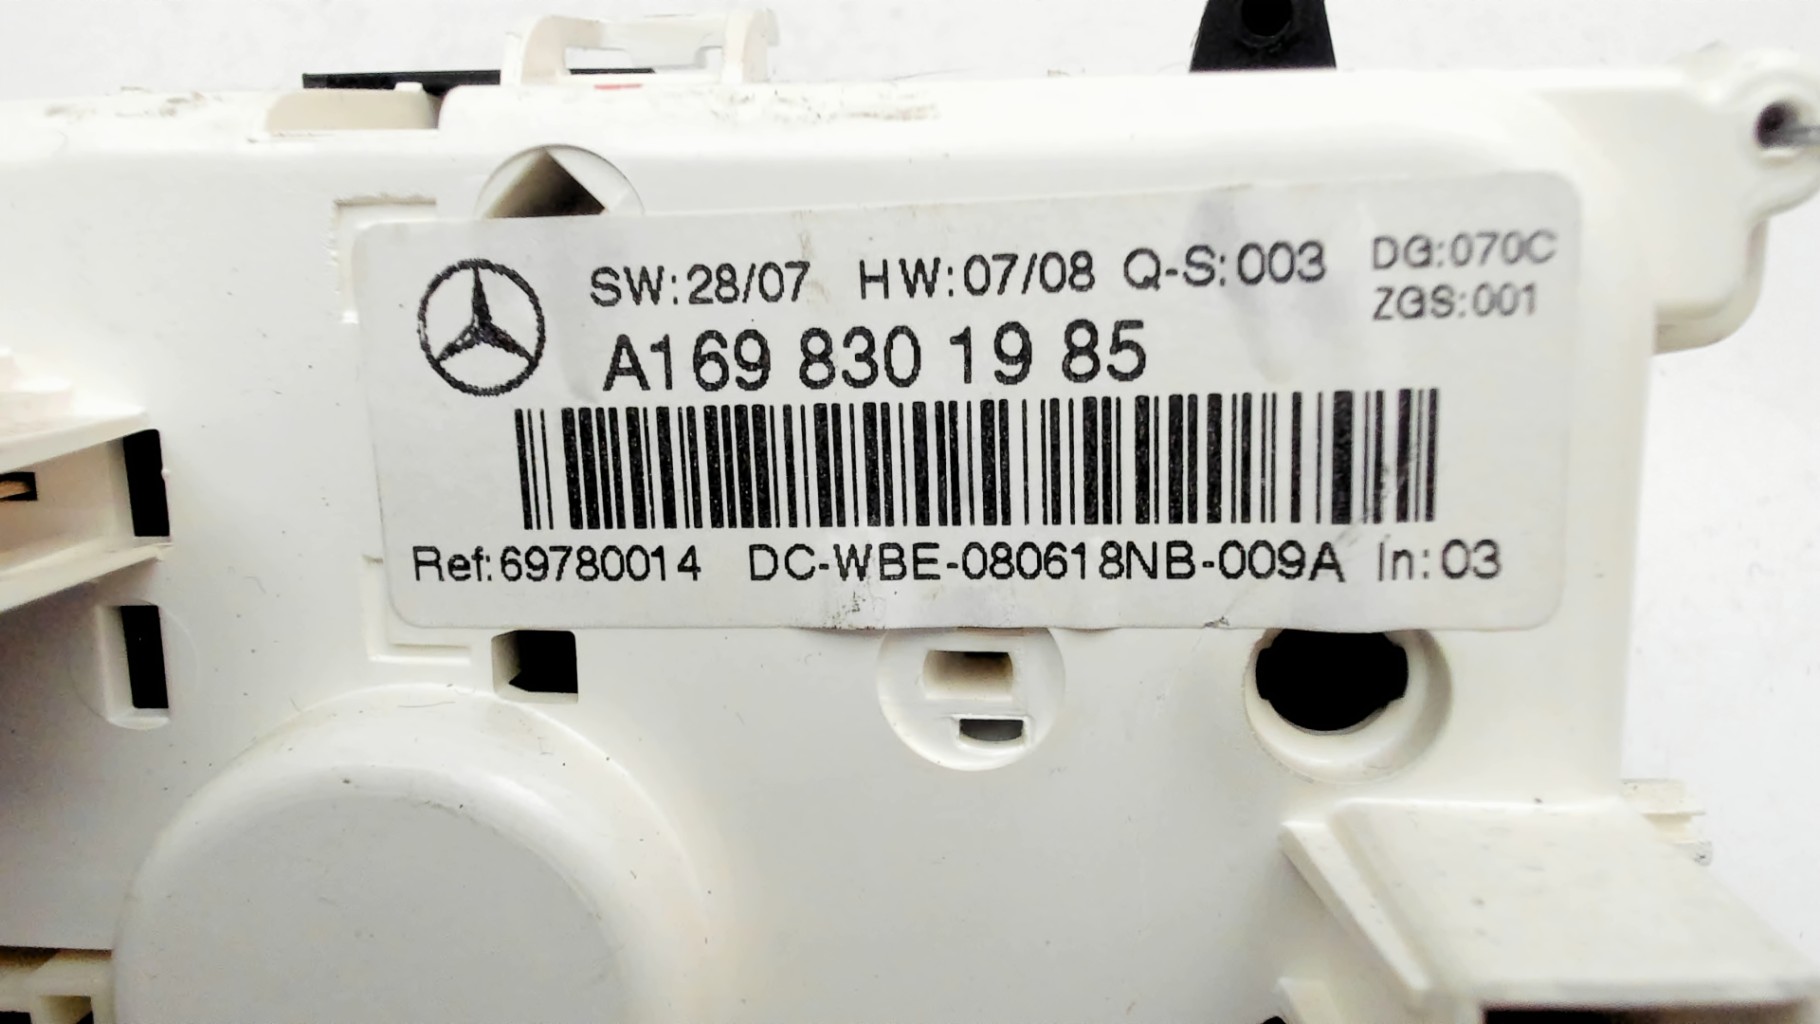 SW:28/07 HW:07/08 Q-S:003 DG:070C
ZGS:001
A169 830 19 85
Ref:69780014 DC-WBE-080618NB-009A In:03